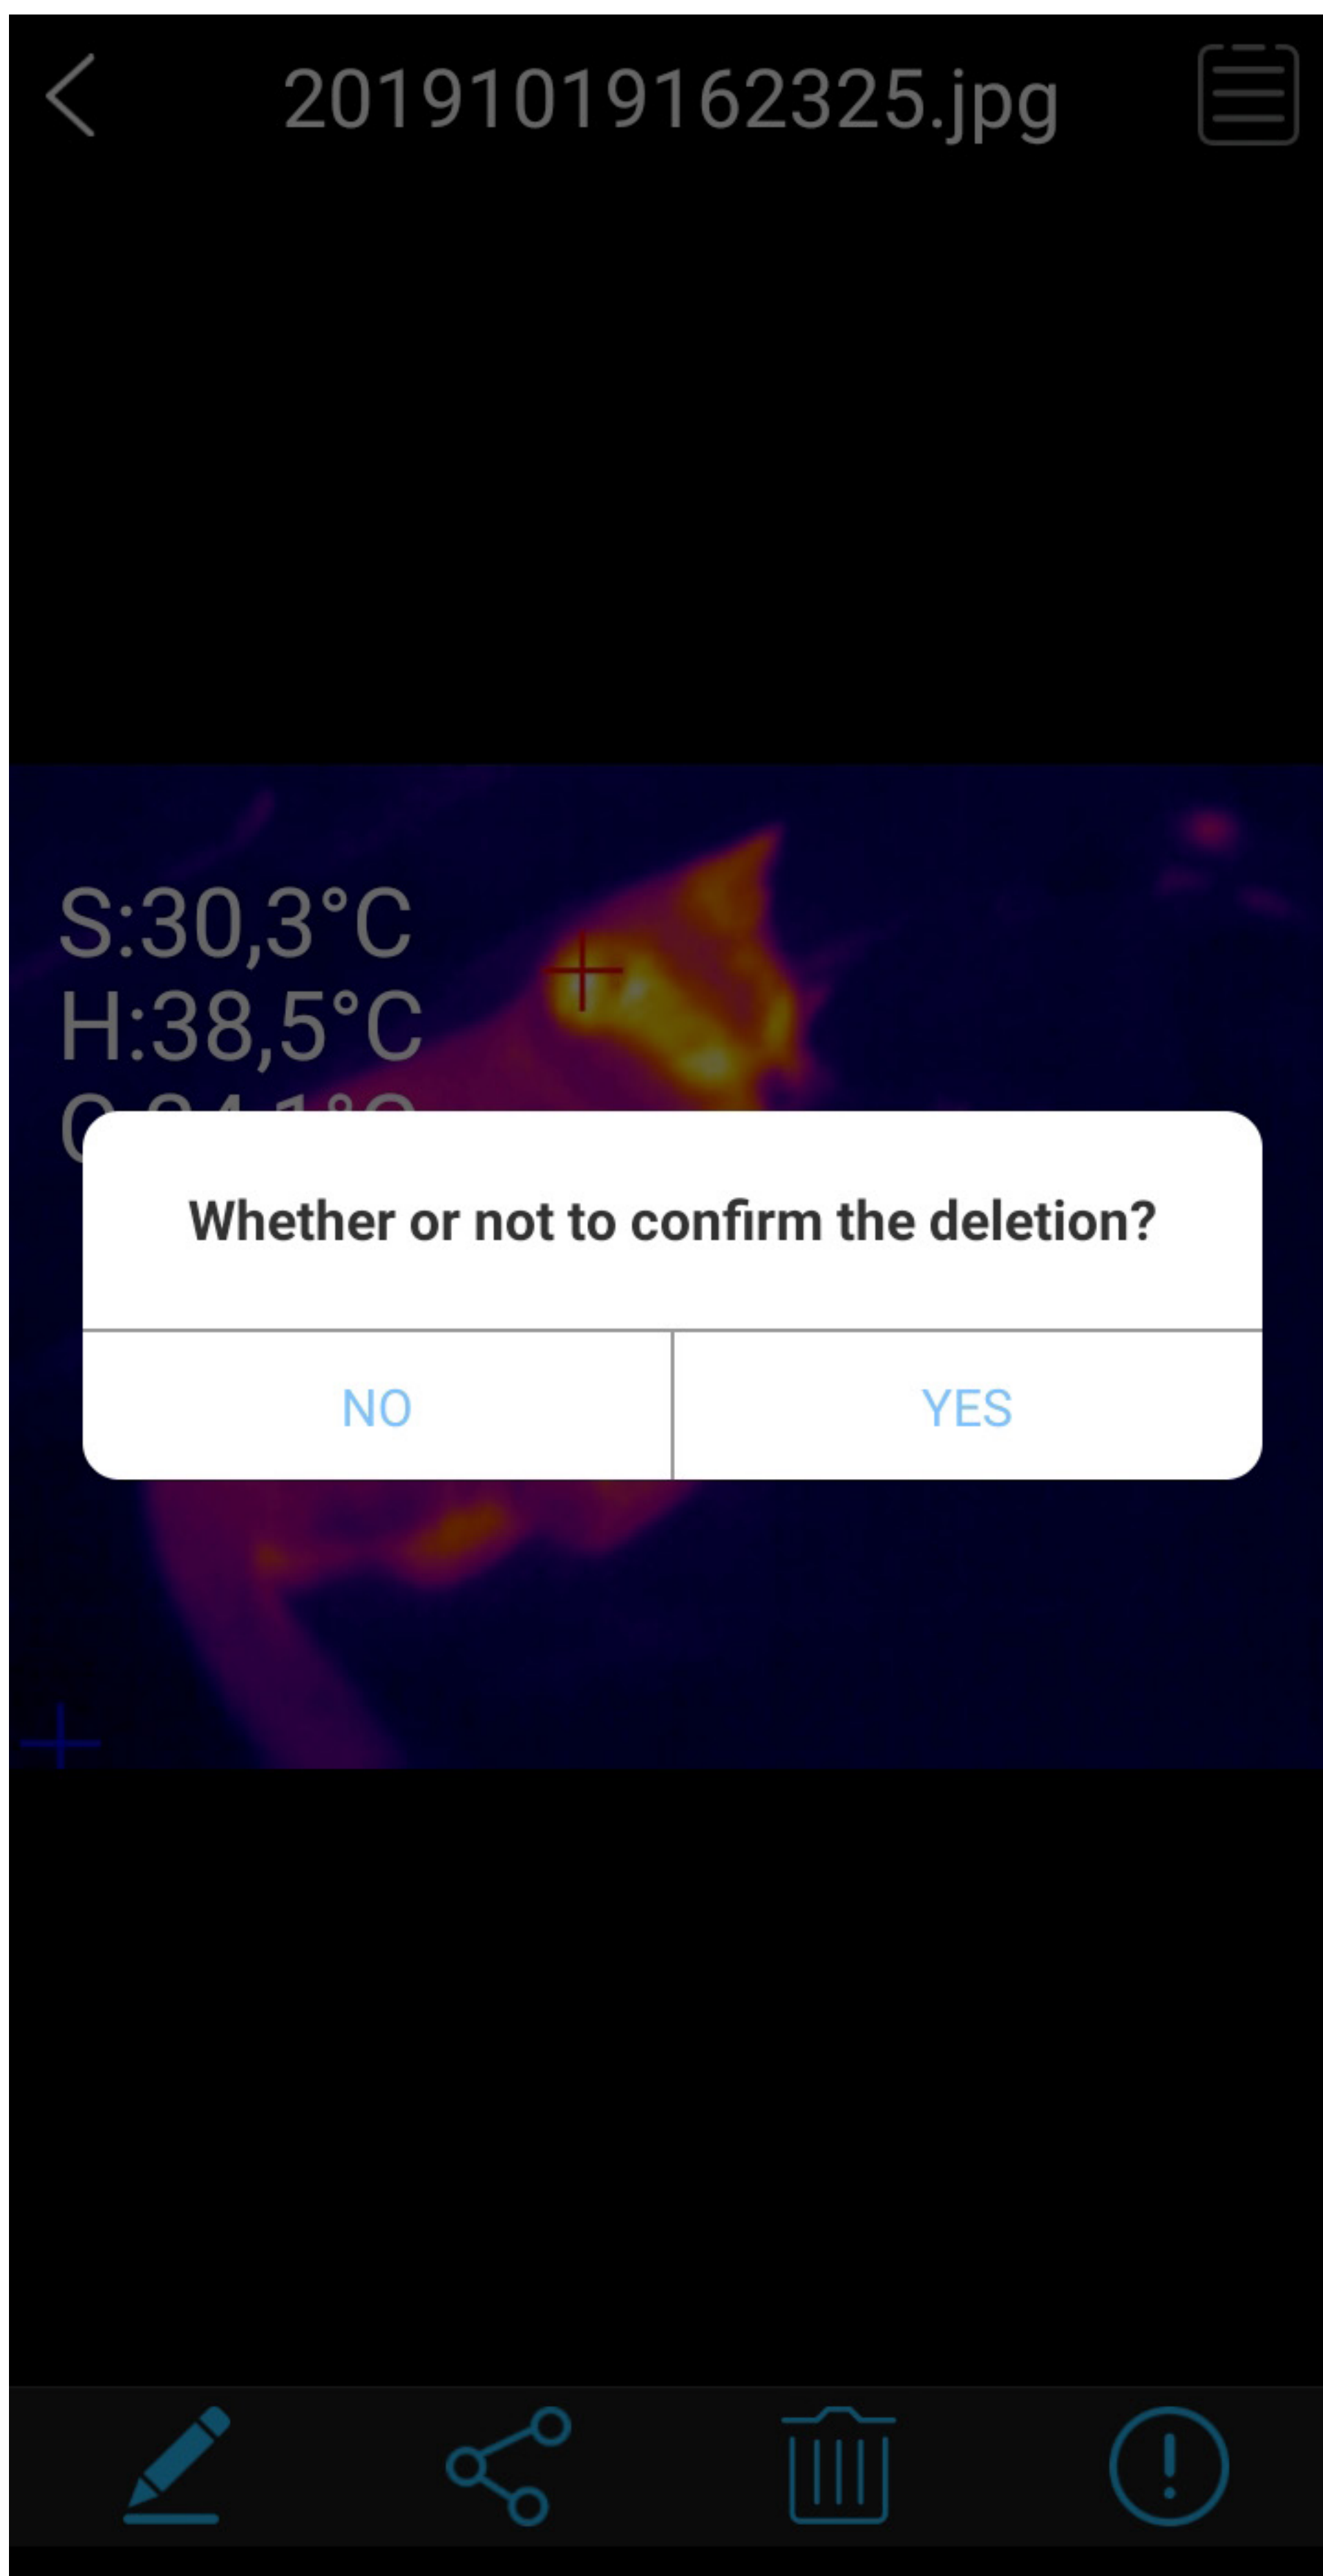 20191019162325.jpg
S:30,3°C
H:38,5°C
Whether or not to confirm the deletion?
NO
YES